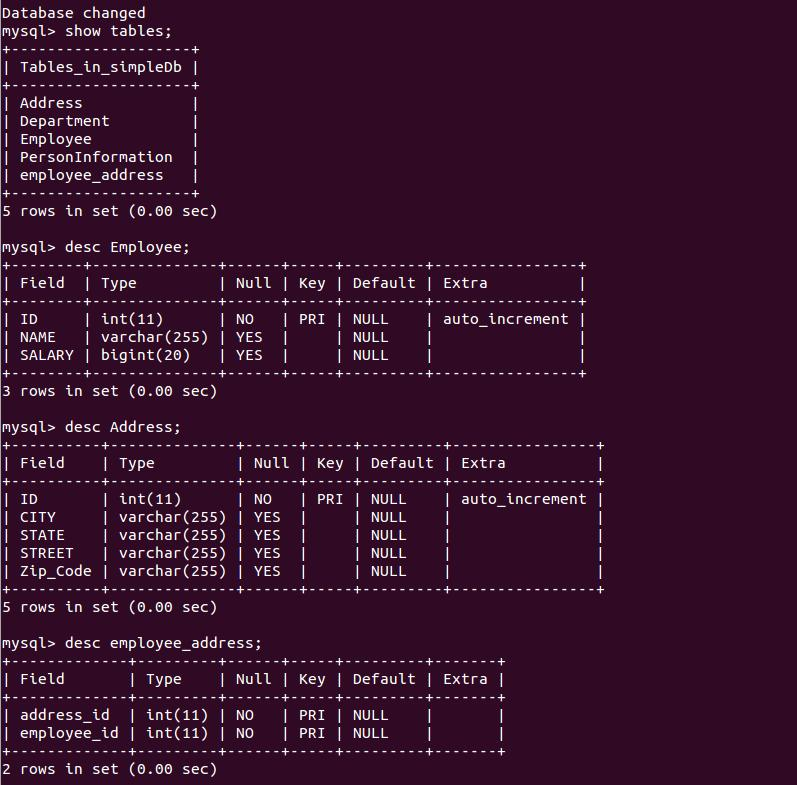 Database changed
mysql> show tables;
+--------------------+
| Tables_in_simpleDb |
+--------------------+
| Address            |
| Department         |
| Employee           |
| PersonInformation  |
| employee_address   |
+--------------------+
5 rows in set (0.00 sec)
mysql> desc Employee;
+--------+--------------+------+-----+---------+----------------+
| Field  | Type         | Null | Key | Default | Extra          |
+--------+--------------+------+-----+---------+----------------+
| ID     | int(11)      | NO   | PRI | NULL    | auto_increment |
| NAME   | varchar(255) | YES  |     | NULL    |                |
| SALARY | bigint(20)   | YES  |     | NULL    |                |
+--------+--------------+------+-----+---------+----------------+
3 rows in set (0.00 sec)
mysql> desc Address;
+----------+--------------+------+-----+---------+----------------+
| Field    | Type         | Null | Key | Default | Extra          |
+----------+--------------+------+-----+---------+----------------+
| ID       | int(11)      | NO   | PRI | NULL    | auto_increment |
| CITY     | varchar(255) | YES  |     | NULL    |                |
| STATE    | varchar(255) | YES  |     | NULL    |                |
| STREET   | varchar(255) | YES  |     | NULL    |                |
| Zip_Code | varchar(255) | YES  |     | NULL    |                |
+----------+--------------+------+-----+---------+----------------+
5 rows in set (0.00 sec)
mysql> desc employee_address;
+-------------+---------+------+-----+---------+-------+
| Field       | Type    | Null | Key | Default | Extra |
+-------------+---------+------+-----+---------+-------+
| address_id  | int(11) | NO   | PRI | NULL    |       |
| employee_id | int(11) | NO   | PRI | NULL    |       |
+-------------+---------+------+-----+---------+-------+
2 rows in set (0.00 sec)